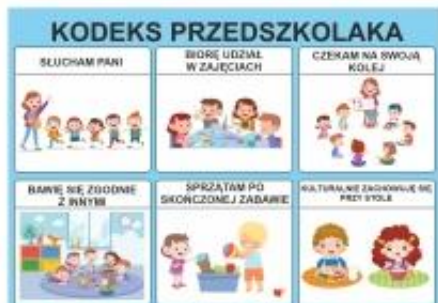 KODEKS PRZEDSZKOLAKA
SŁUCHAM PANI
BIORĘ UDZIAŁ
W ZAJĘCIACH
CZEKAM NA SWOJĄ
KOLEJ
BAWIĘ SIĘ ZGODNIE
Z INNYMI
SPRZĄTAM PO
SKOŃCZONEJ ZABAWIE
KULTURALNIE ZACHOWUJĘ SIĘ
PRZY STOLE